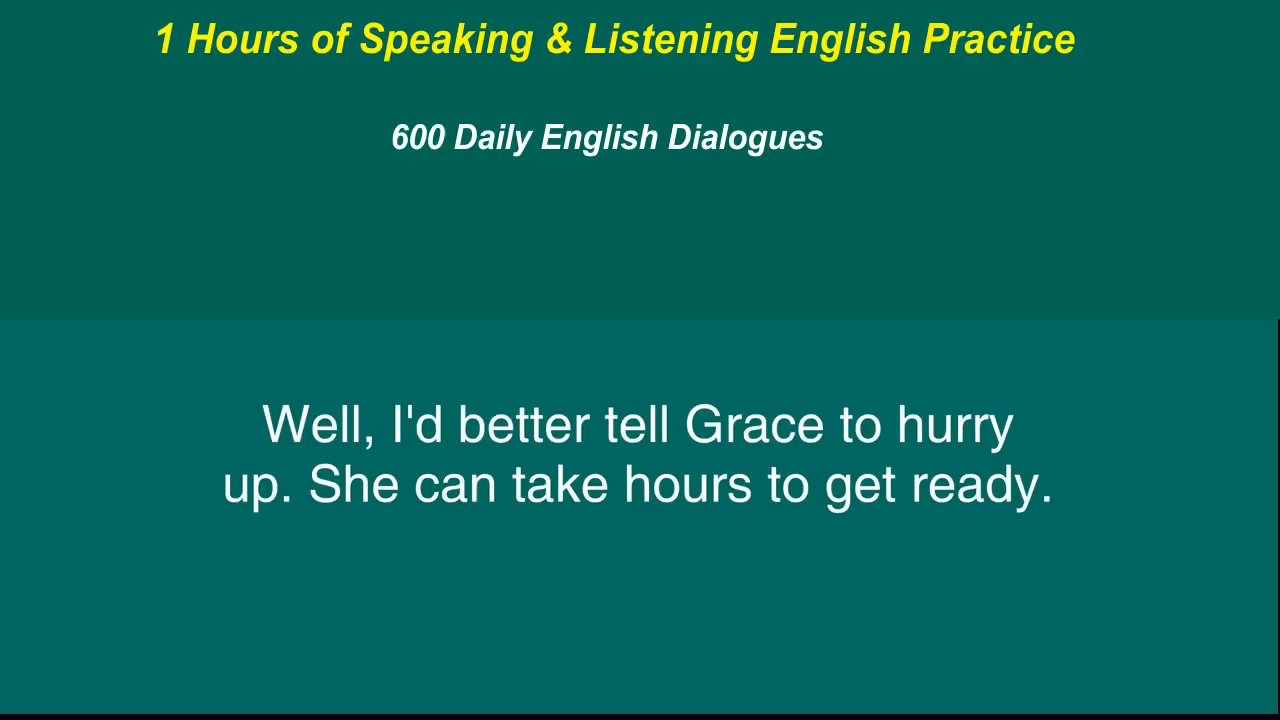 1 Hours of Speaking & Listening English Practice
600 Daily English Dialogues
Well, I'd better tell Grace to hurry
up. She can take hours to get ready.